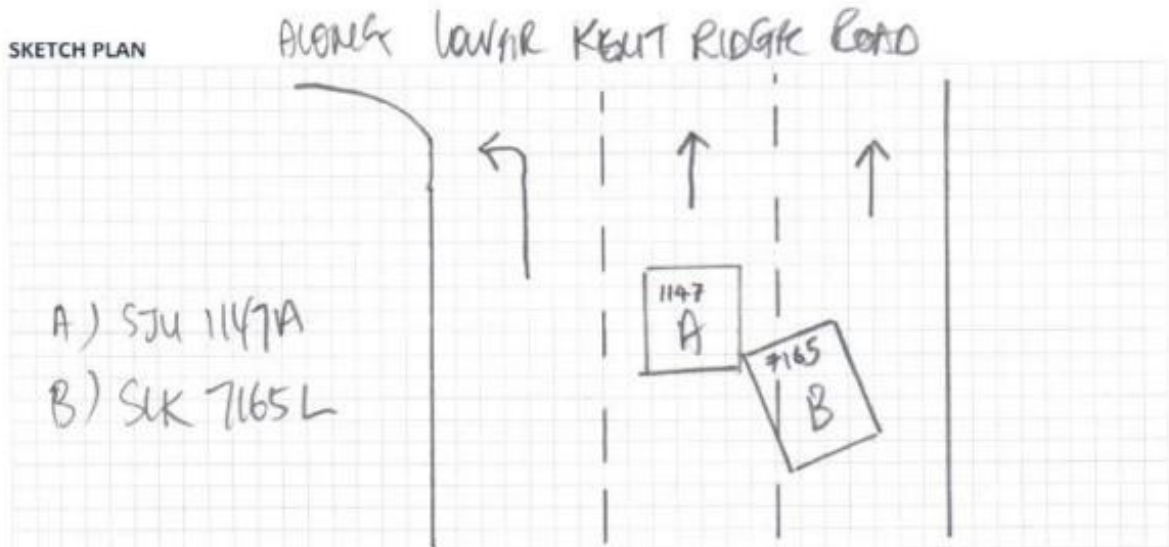 SKETCH PLAN
ALONG LOWER KENT RIDGE ROAD
1147
A
A) SJU 1147A
7165
B) SLK 7165L
B